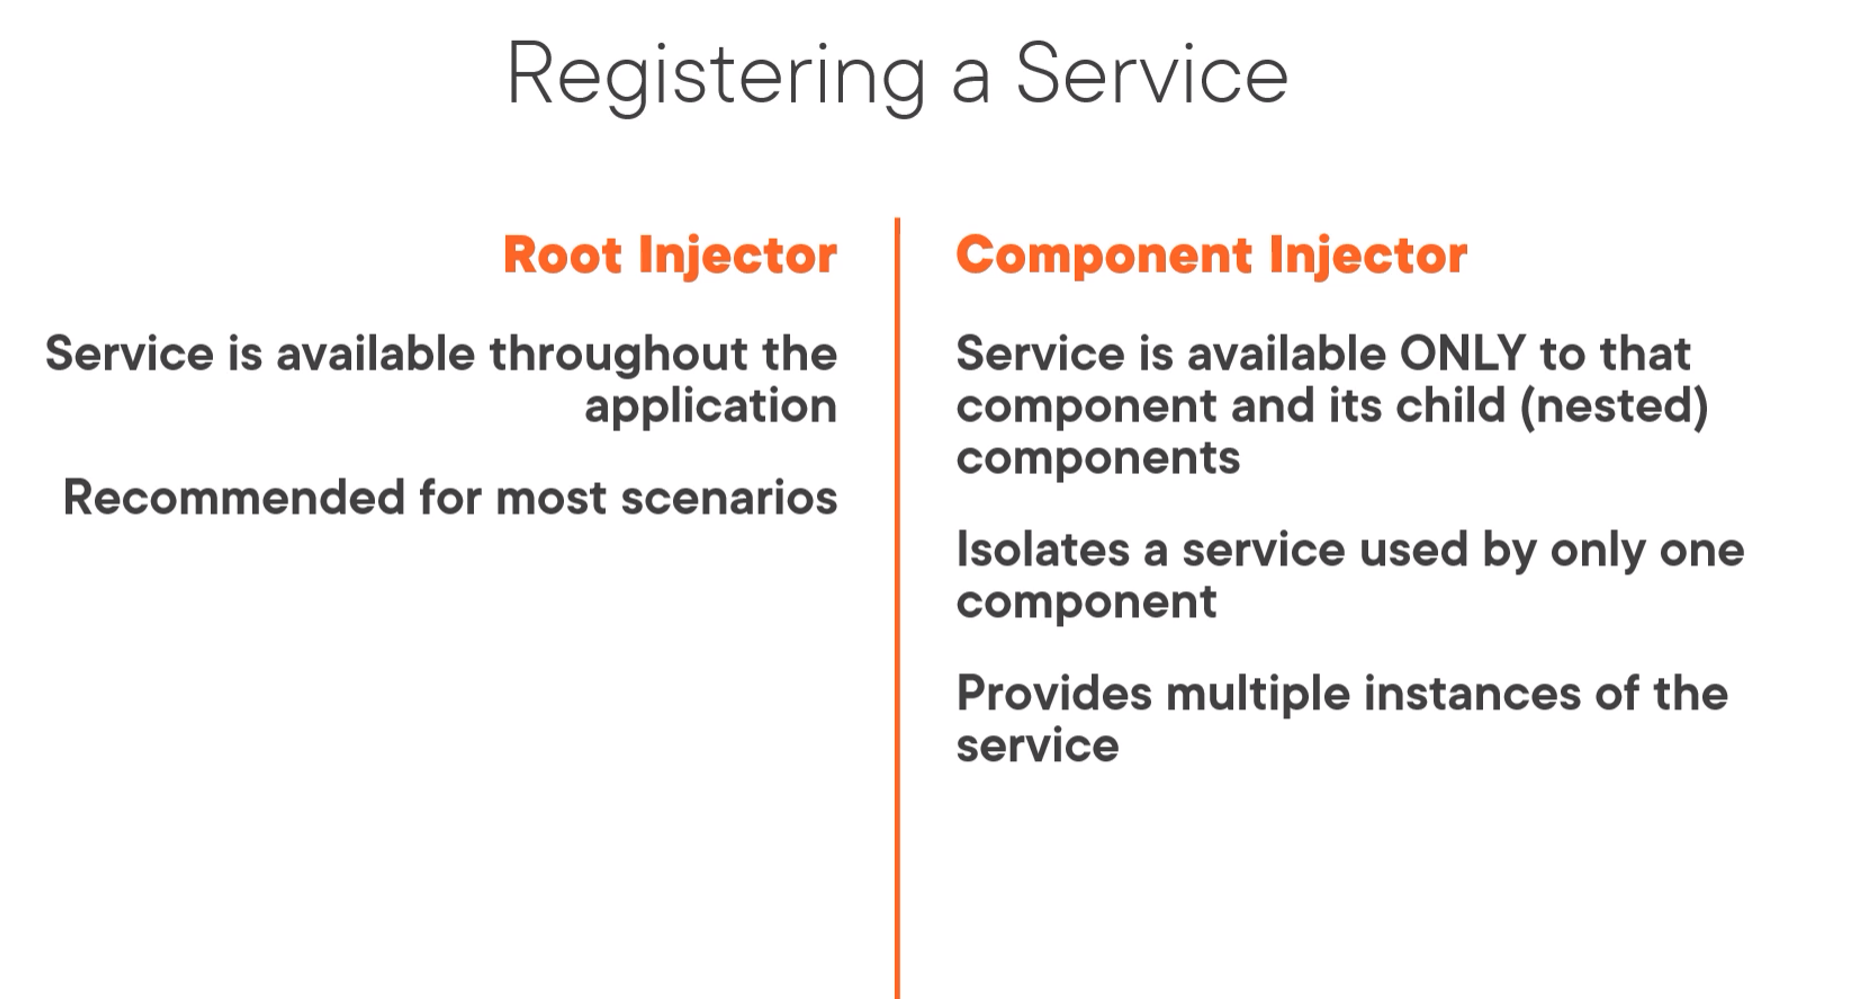 Registering a Service
Root Injector
Service is available throughout the
application
Recommended for most scenarios
Component Injector
Service is available ONLY to that
component and its child (nested)
components
Isolates a service used by only one
component
Provides multiple instances of the
service